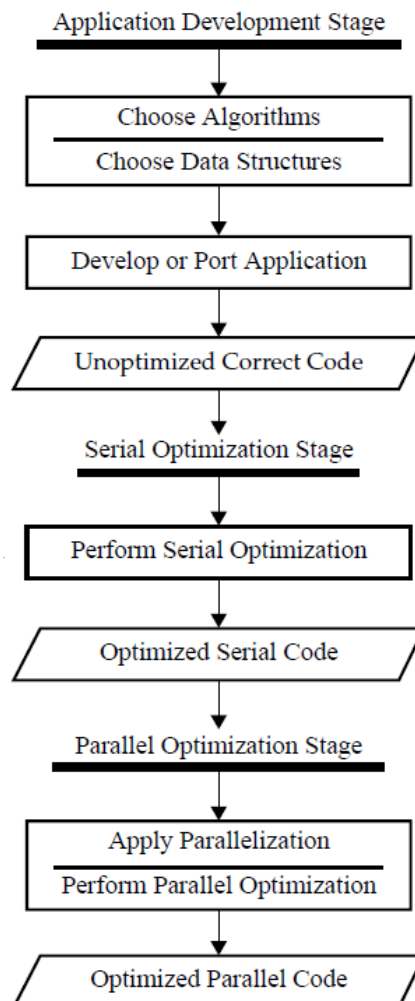 Application Development Stage
Choose Algorithms
Choose Data Structures
Develop or Port Application
Unoptimized Correct Code
Serial Optimization Stage
Perform Serial Optimization
Optimized Serial Code
Parallel Optimization Stage
Apply Parallelization
Perform Parallel Optimization
Optimized Parallel Code